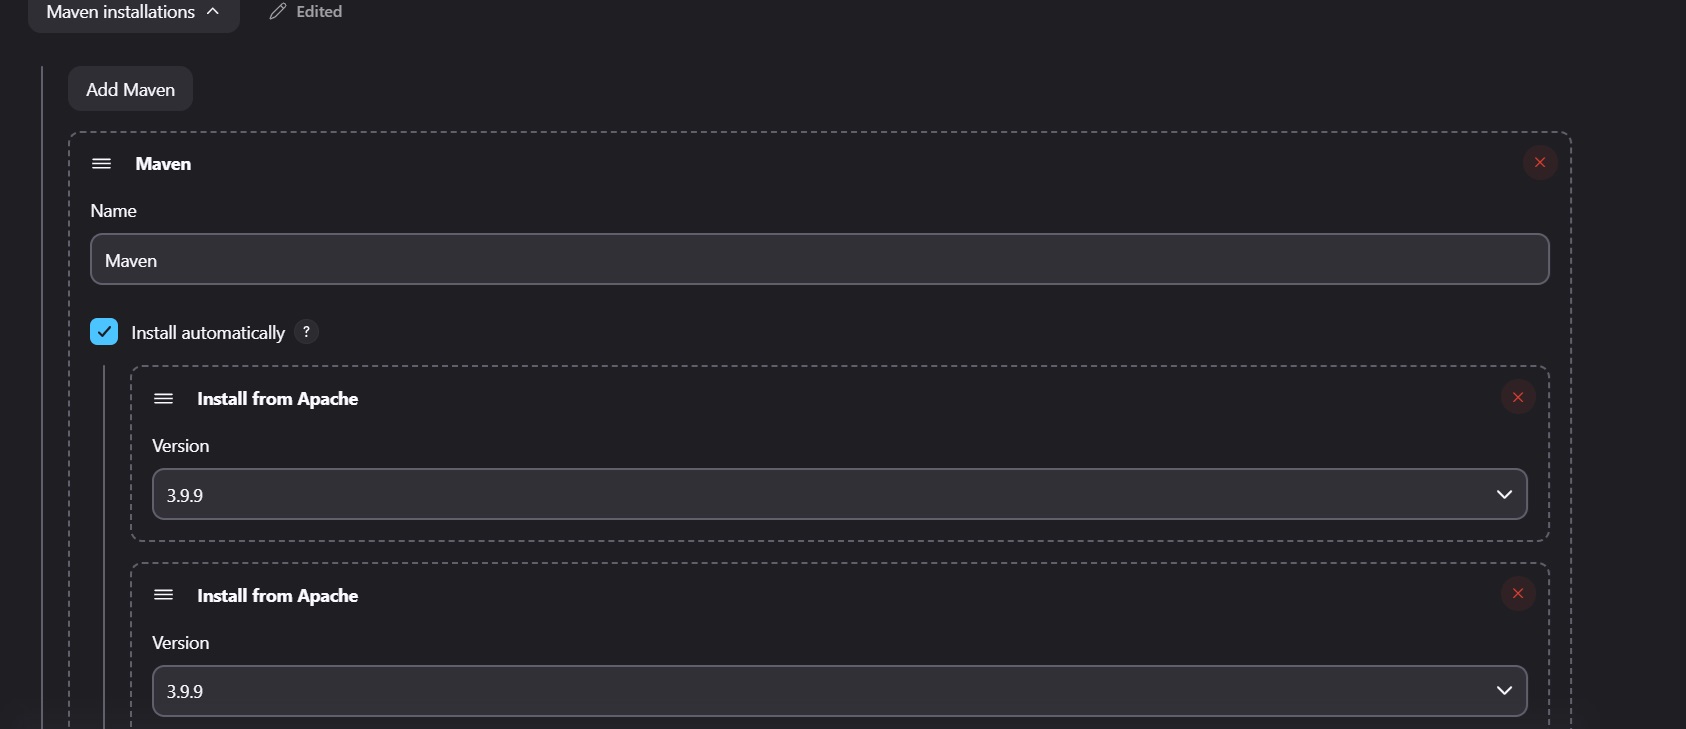 Maven installations
Edited
Add Maven
Maven
Name
Maven
Install automatically ?
Install from Apache
Version
3.9.9
Install from Apache
Version
3.9.9